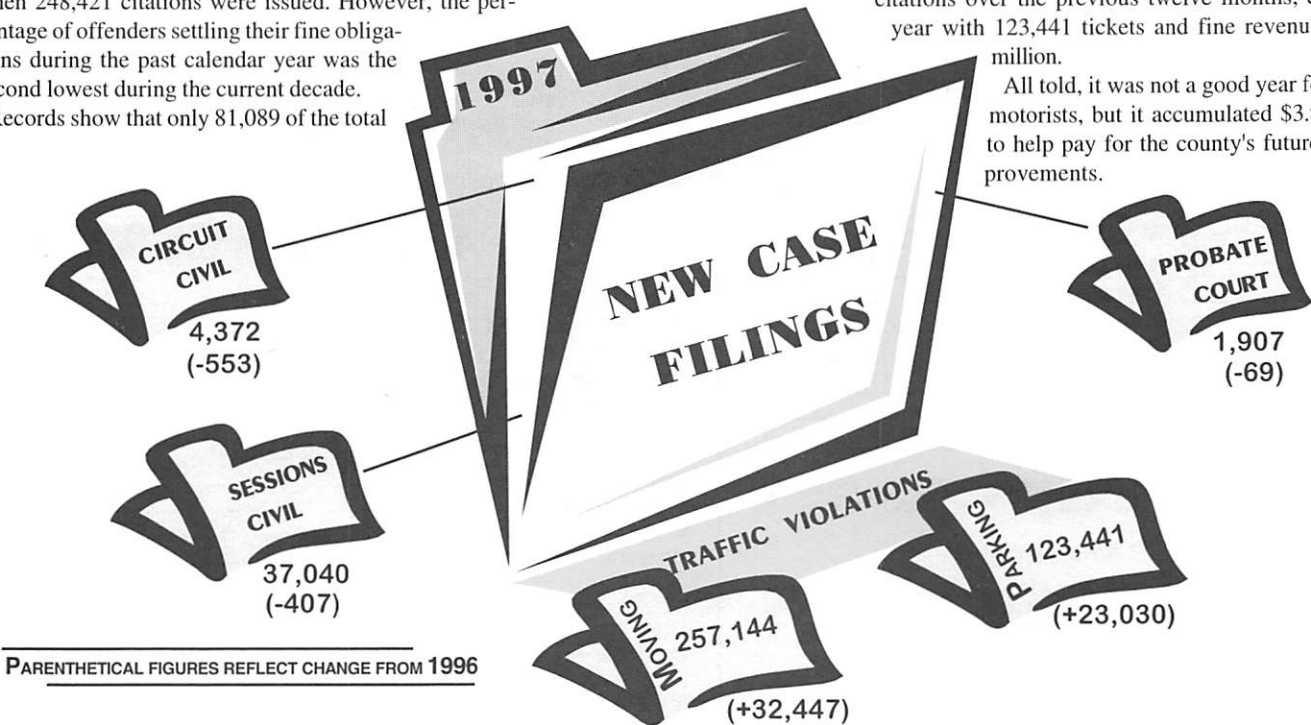 248,421 citations were issued. However, the per-
ntage of offenders settling their fine obliga-
ns during the past calendar year was the
cond lowest during the current decade.
Records show that only 81,089 of the total
citations over the previous twelve months,
year with 123,441 tickets and fine revenu
million.
All told, it was not a good year f
motorists, but it accumulated $3.
to help pay for the county's future
provements.
1997
NEW CASE
FILINGS
CIRCUIT
CIVIL
4,372
(-553)
PROBATE
COURT
1,907
(-69)
SESSIONS
CIVIL
37,040
(-407)
TRAFFIC VIOLATIONS
MOVING
257,144
(+32,447)
PARKING
123,441
(+23,030)
PARENTHETICAL FIGURES REFLECT CHANGE FROM 1996